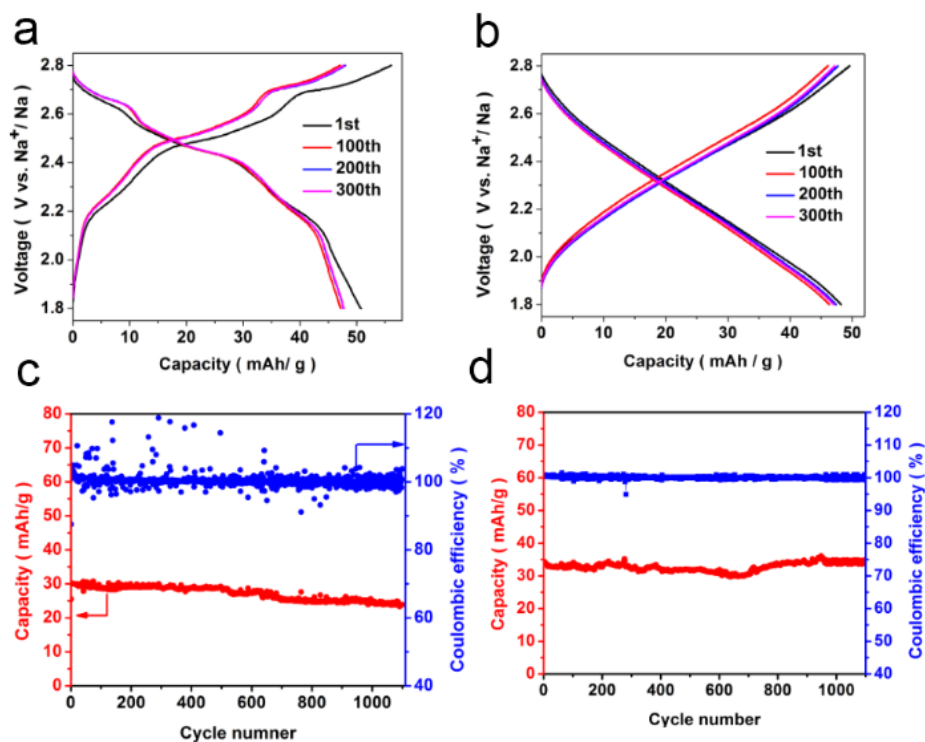 a
2.8
2.6
2.4
2.2
2.0
1.8
Voltage ( V vs. Na+/ Na)
1st
100th
200th
300th
0 10 20 30 40 50
Capacity ( mAh/ g )
b
2.8
2.6
2.4
2.2
2.0
1.8
Voltage ( V vs. Na+/ Na)
1st
100th
200th
300th
0 10 20 30 40 50
Capacity ( mAh / g )
c
80
70
60
50
40
30
20
10
0
Capacity ( mAh/g )
120
100
80
60
40
Coulombic efficiency ( % )
0 200 400 600 800 1000
Cycle numner
d
80
70
60
50
40
30
20
10
0
Capacity ( mAh/g )
120
110
100
90
80
70
60
50
40
Coulombic efficiency ( % )
0 200 400 600 800 1000
Cycle number